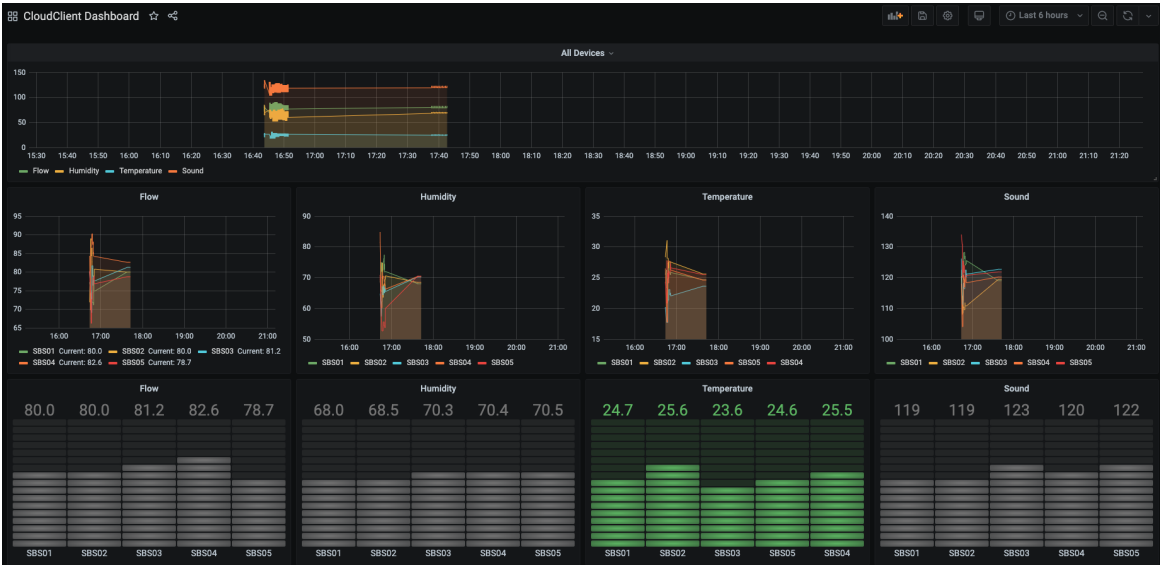 CloudClient Dashboard
Last 6 hours
All Devices
150
100
50
0
15:30 15:40 15:50 16:00 16:10 16:20 16:30 16:40 16:50 17:00 17:10 17:20 17:30 17:40 17:50 18:00 18:10 18:20 18:30 18:40 18:50 19:00 19:10 19:20 19:30 19:40 19:50 20:00 20:10 20:20 20:30 20:40 20:50 21:00 21:10 21:20
Flow Humidity Temperature Sound
Flow
95
90
85
80
75
70
65
16:00 17:00 18:00 19:00 20:00 21:00
SBS01 Current: 80.0 SBS02 Current: 80.0 SBS03 Current: 81.2
SBS04 Current: 82.6 SBS05 Current: 78.7
Humidity
90
80
70
60
50
16:00 17:00 18:00 19:00 20:00 21:00
SBS01 SBS02 SBS03 SBS04 SBS05
Temperature
35
30
25
20
15
16:00 17:00 18:00 19:00 20:00 21:00
SBS01 SBS02 SBS03 SBS05 SBS04
Sound
140
130
120
110
100
16:00 17:00 18:00 19:00 20:00 21:00
SBS01 SBS02 SBS03 SBS04 SBS05
Flow
80.0 80.0 81.2 82.6 78.7
SBS01 SBS02 SBS03 SBS04 SBS05
Humidity
68.0 68.5 70.3 70.4 70.5
SBS01 SBS02 SBS03 SBS04 SBS05
Temperature
24.7 25.6 23.6 24.6 25.5
SBS01 SBS02 SBS03 SBS05 SBS04
Sound
119 119 123 120 122
SBS01 SBS02 SBS03 SBS04 SBS05